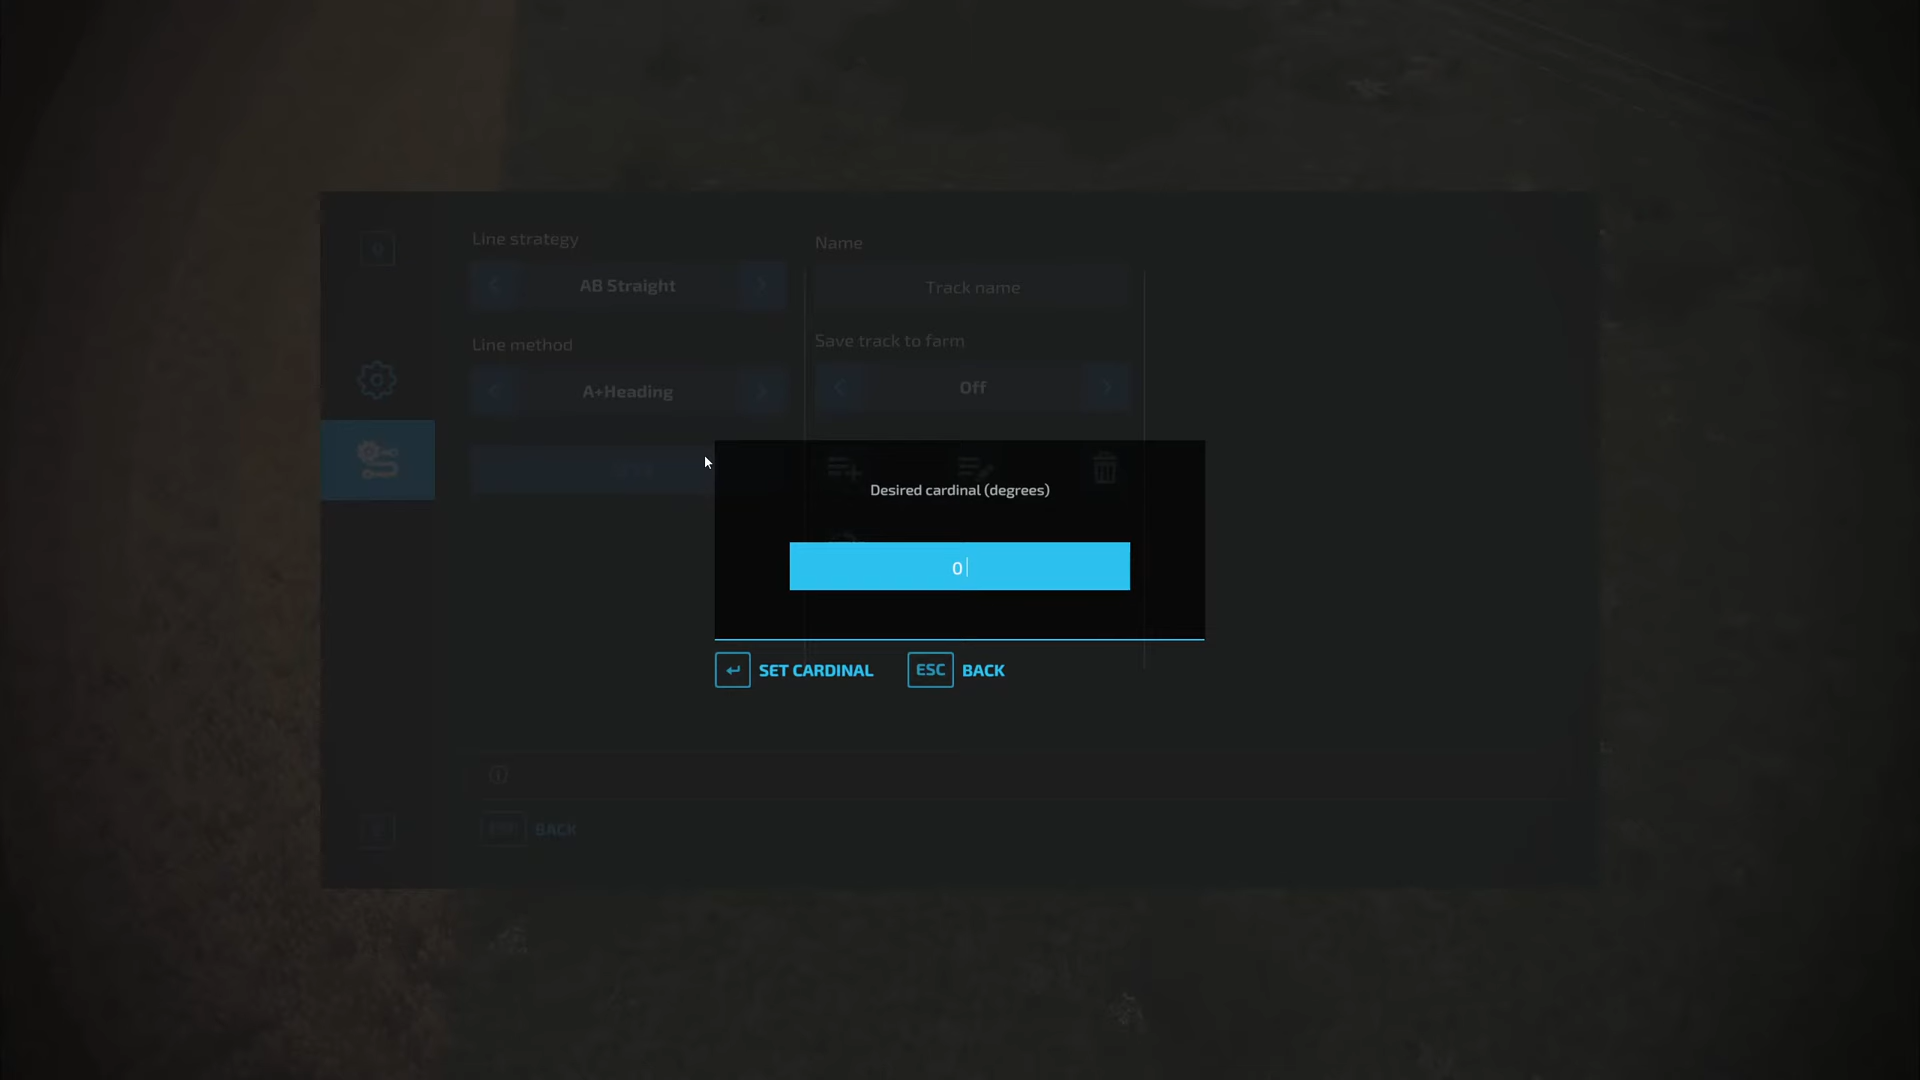 Line strategy
AB Straight
Line method
A+Heading
Name
Track name
Save track to farm
Off
Desired cardinal (degrees)
0
SET CARDINAL
ESC BACK
BACK